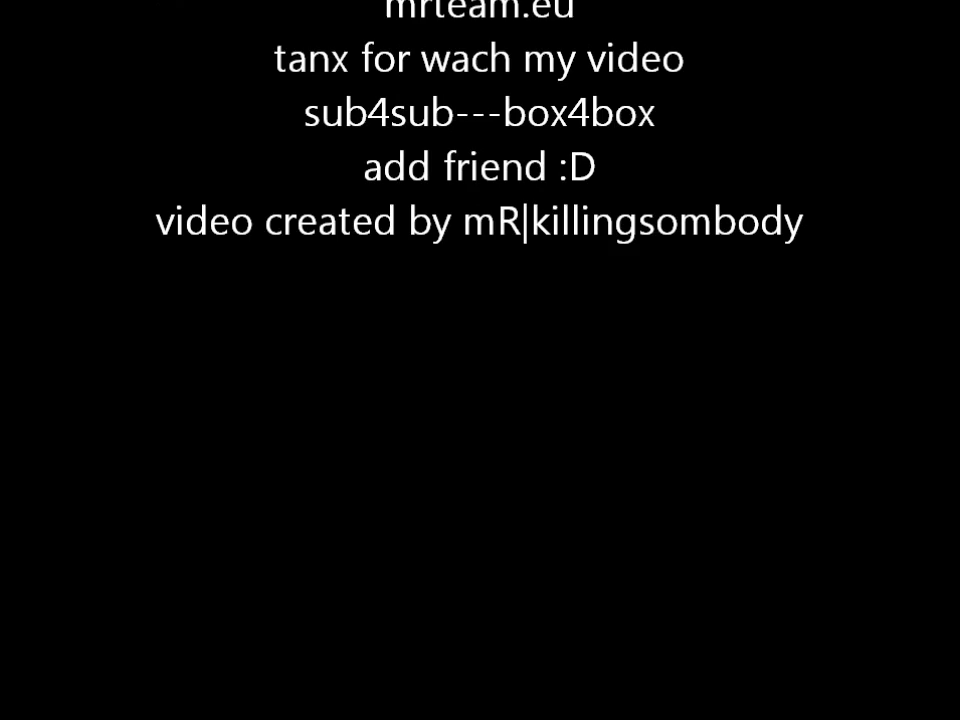 mrteam.eu
tanx for wach my video
sub4sub---box4box
add friend :D
video created by mR|killingsombody